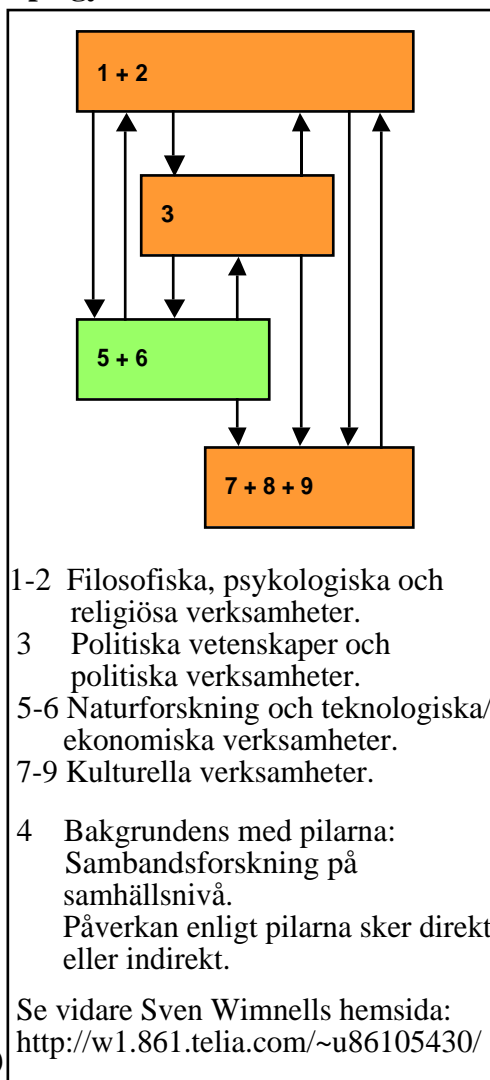 1 + 2
3
5 + 6
7 + 8 + 9
1-2 Filosofiska, psykologiska och
religiösa verksamheter.
3 Politiska vetenskaper och
politiska verksamheter.
5-6 Naturforskning och teknologiska/
ekonomiska verksamheter.
7-9 Kulturella verksamheter.
4 Bakgrundens med pilarna:
Sambandsforskning på
samhällsnivå.
Påverkan enligt pilarna sker direkt
eller indirekt.
Se vidare Sven Wimnells hemsida:
http://w1.861.telia.com/~u86105430/